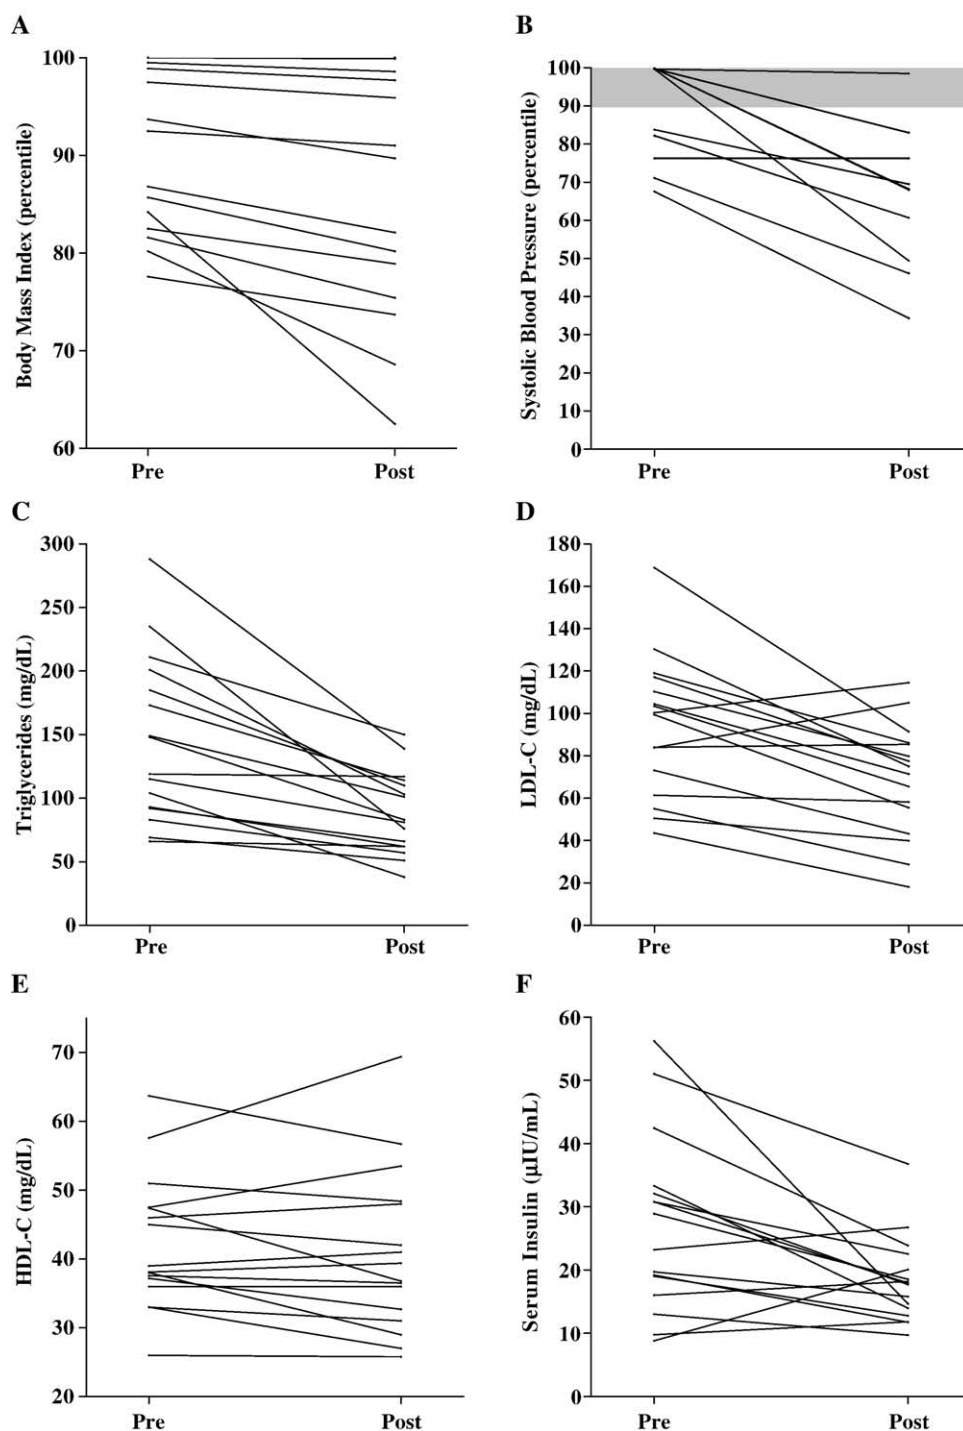 A
Body Mass Index (percentile)
100
90
80
70
60
Pre Post
B
Systolic Blood Pressure (percentile)
100
90
80
70
60
50
40
30
20
10
0
Pre Post
C
Triglycerides (mg/dL)
300
250
200
150
100
50
0
Pre Post
D
LDL-C (mg/dL)
180
160
140
120
100
80
60
40
20
0
Pre Post
E
HDL-C (mg/dL)
70
60
50
40
30
20
Pre Post
F
Serum Insulin (µIU/mL)
60
50
40
30
20
10
0
Pre Post